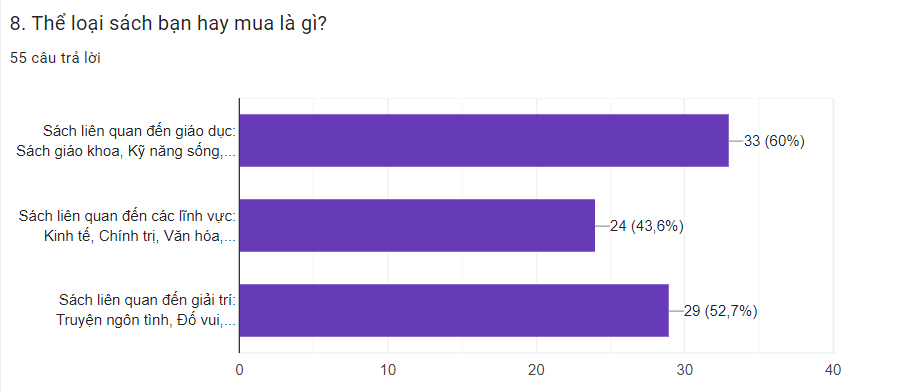 8. Thể loại sách bạn hay mua là gì?
55 câu trả lời
Sách liên quan đến giáo dục:
Sách giáo khoa, Kỹ năng sống,...
33 (60%)
Sách liên quan đến các lĩnh vực:
Kinh tế, Chính trị, Văn hóa,...
24 (43,6%)
Sách liên quan đến giải trí:
Truyện ngôn tình, Đố vui,...
29 (52,7%)
0 10 20 30 40